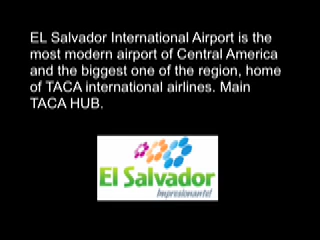 EL Salvador International Airport is the
most modern airport of Central America
and the biggest one of the region, home
of TACA international airlines. Main
TACA HUB.
El Salvador
Impresionante!